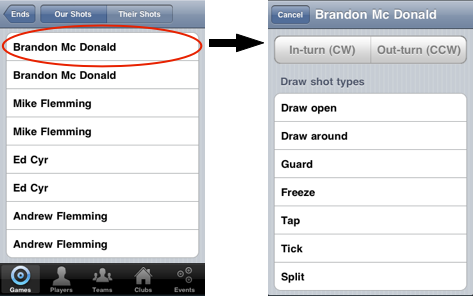 Ends
Our Shots
Their Shots
Brandon Mc Donald
Brandon Mc Donald
Mike Flemming
Mike Flemming
Ed Cyr
Ed Cyr
Andrew Flemming
Andrew Flemming
Games
Players
Teams
Clubs
Events
Cancel
Brandon Mc Donald
In-turn (CW)
Out-turn (CCW)
Draw shot types
Draw open
Draw around
Guard
Freeze
Tap
Tick
Split